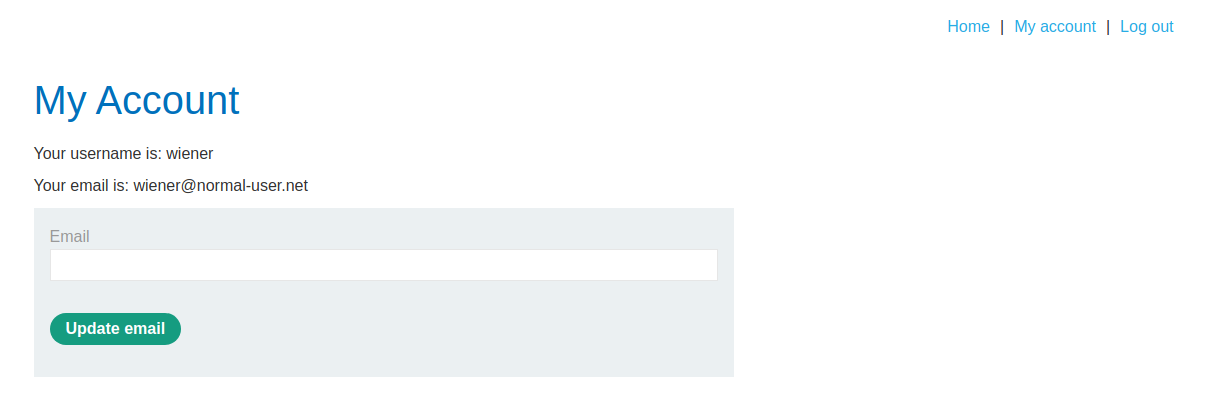 Home | My account | Log out
My Account
Your username is: wiener
Your email is: wiener@normal-user.net
Email
Update email